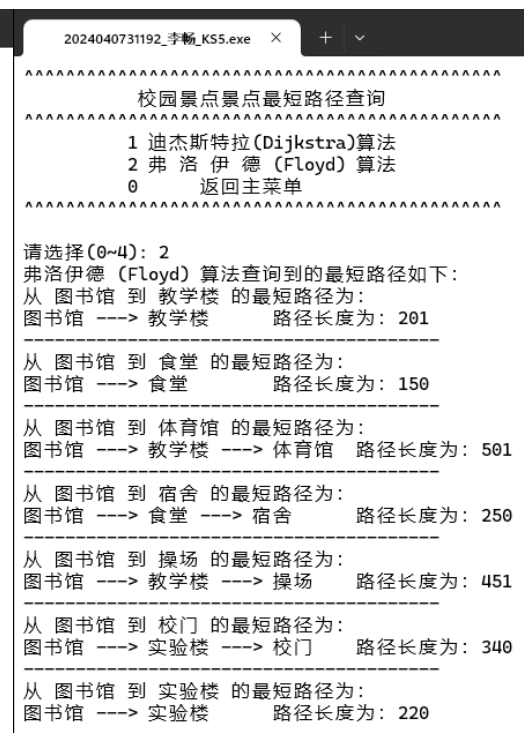 2024040731192_李畅_KS5.exe × + ⌄
^^^^^^^^^^^^^^^^^^^^^^^^^^^^^^^^^^^^^^^^^^^^^^
校园景点景点最短路径查询
^^^^^^^^^^^^^^^^^^^^^^^^^^^^^^^^^^^^^^^^^^^^^^
1 迪杰斯特拉(Dijkstra)算法
2 弗 洛 伊 德 (Floyd) 算法
0 返回主菜单
^^^^^^^^^^^^^^^^^^^^^^^^^^^^^^^^^^^^^^^^^^^^^^
请选择(0~4): 2
弗洛伊德 (Floyd) 算法查询到的最短路径如下:
从 图书馆 到 教学楼 的最短路径为:
图书馆 ---> 教学楼 路径长度为: 201
----------------------------------------
从 图书馆 到 食堂 的最短路径为:
图书馆 ---> 食堂 路径长度为: 150
----------------------------------------
从 图书馆 到 体育馆 的最短路径为:
图书馆 ---> 教学楼 ---> 体育馆 路径长度为: 501
----------------------------------------
从 图书馆 到 宿舍 的最短路径为:
图书馆 ---> 食堂 ---> 宿舍 路径长度为: 250
----------------------------------------
从 图书馆 到 操场 的最短路径为:
图书馆 ---> 教学楼 ---> 操场 路径长度为: 451
----------------------------------------
从 图书馆 到 校门 的最短路径为:
图书馆 ---> 实验楼 ---> 校门 路径长度为: 340
----------------------------------------
从 图书馆 到 实验楼 的最短路径为:
图书馆 ---> 实验楼 路径长度为: 220